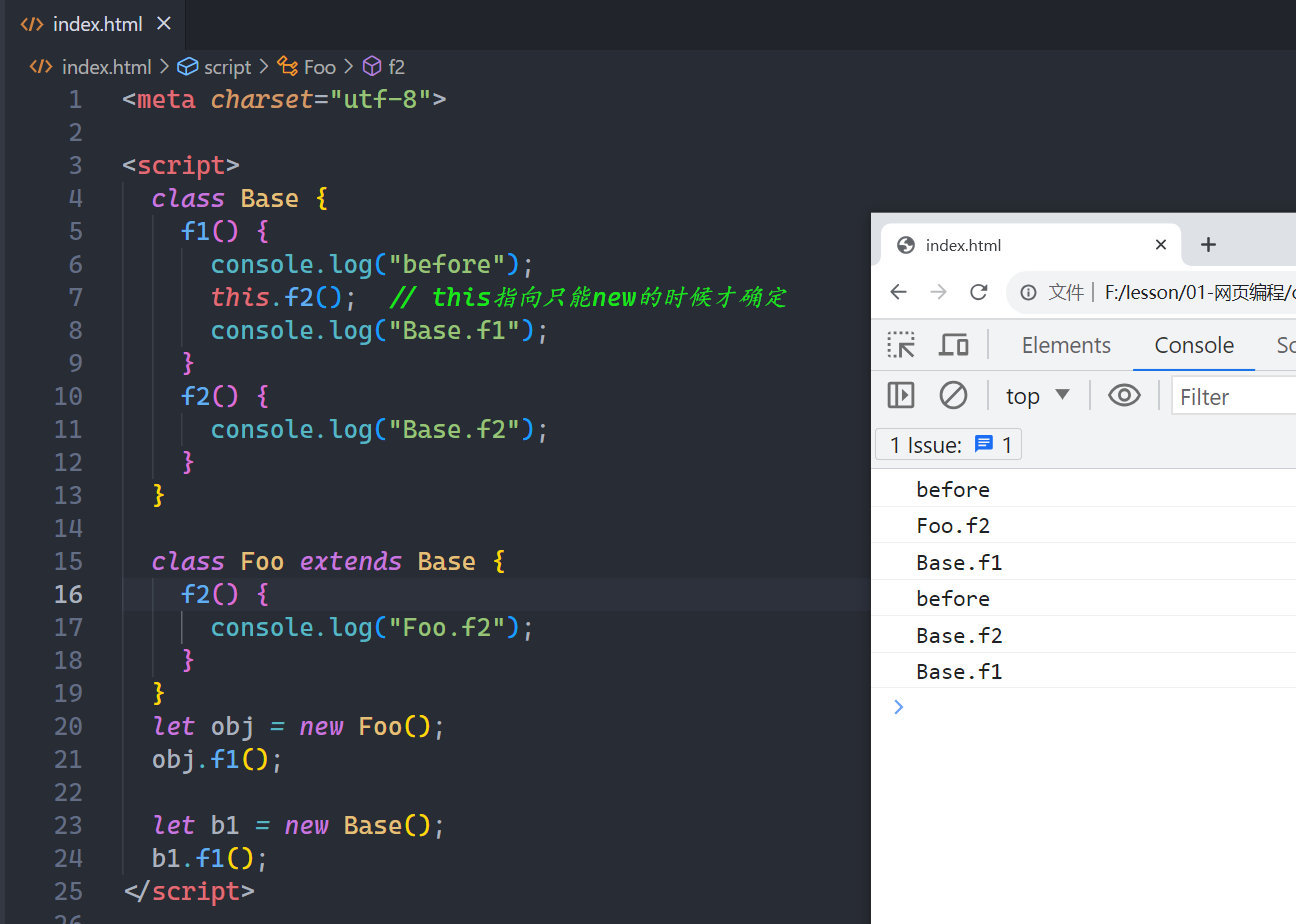 index.html
index.html > script > Foo > f2
1 <meta charset="utf-8">
2
3 <script>
4 class Base {
5 f1() {
6 console.log("before");
7 this.f2(); // this指向只能new的时候才确定
8 console.log("Base.f1");
9 }
10 f2() {
11 console.log("Base.f2");
12 }
13 }
14
15 class Foo extends Base {
16 f2() {
17 console.log("Foo.f2");
18 }
19 }
20 let obj = new Foo();
21 obj.f1();
22
23 let b1 = new Base();
24 b1.f1();
25 </script>
26
index.html
文件 | F:/lesson/01-网页编程/
Elements Console
top Filter
1 Issue: 1
before
Foo.f2
Base.f1
before
Base.f2
Base.f1